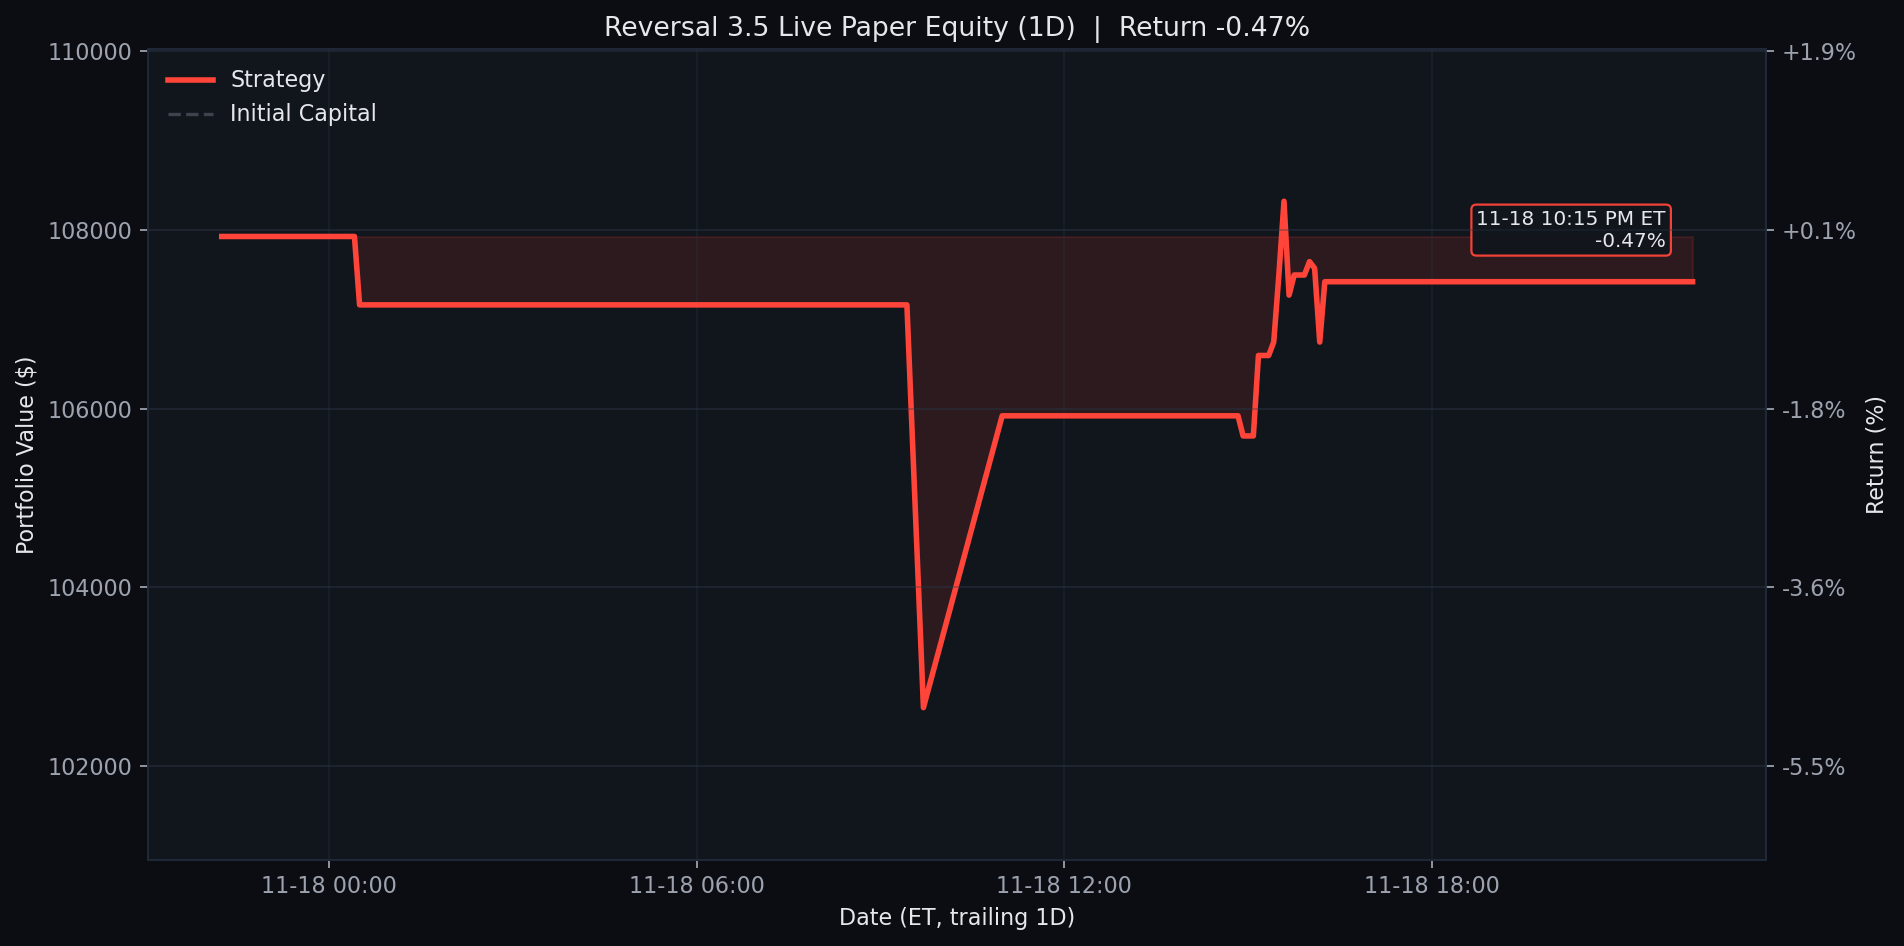 Reversal 3.5 Live Paper Equity (1D)  |  Return -0.47%
Strategy
Initial Capital
11-18 10:15 PM ET
-0.47%
Portfolio Value ($)
110000
108000
106000
104000
102000
+1.9%
+0.1%
-1.8%
-3.6%
-5.5%
Return (%)
11-18 00:00
11-18 06:00
11-18 12:00
11-18 18:00
Date (ET, trailing 1D)